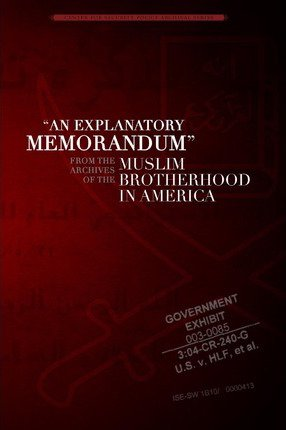 CENTER FOR SECURITY POLICY ARCHIVAL SERIES
“AN EXPLANATORY
MEMORANDUM”
FROM THE
ARCHIVES
OF THE
MUSLIM
BROTHERHOOD
IN AMERICA
GOVERNMENT
EXHIBIT
003-0085
3:04-CR-240-G
U.S. v. HLF, et al.
ISE-SW 1B10/ 0000413